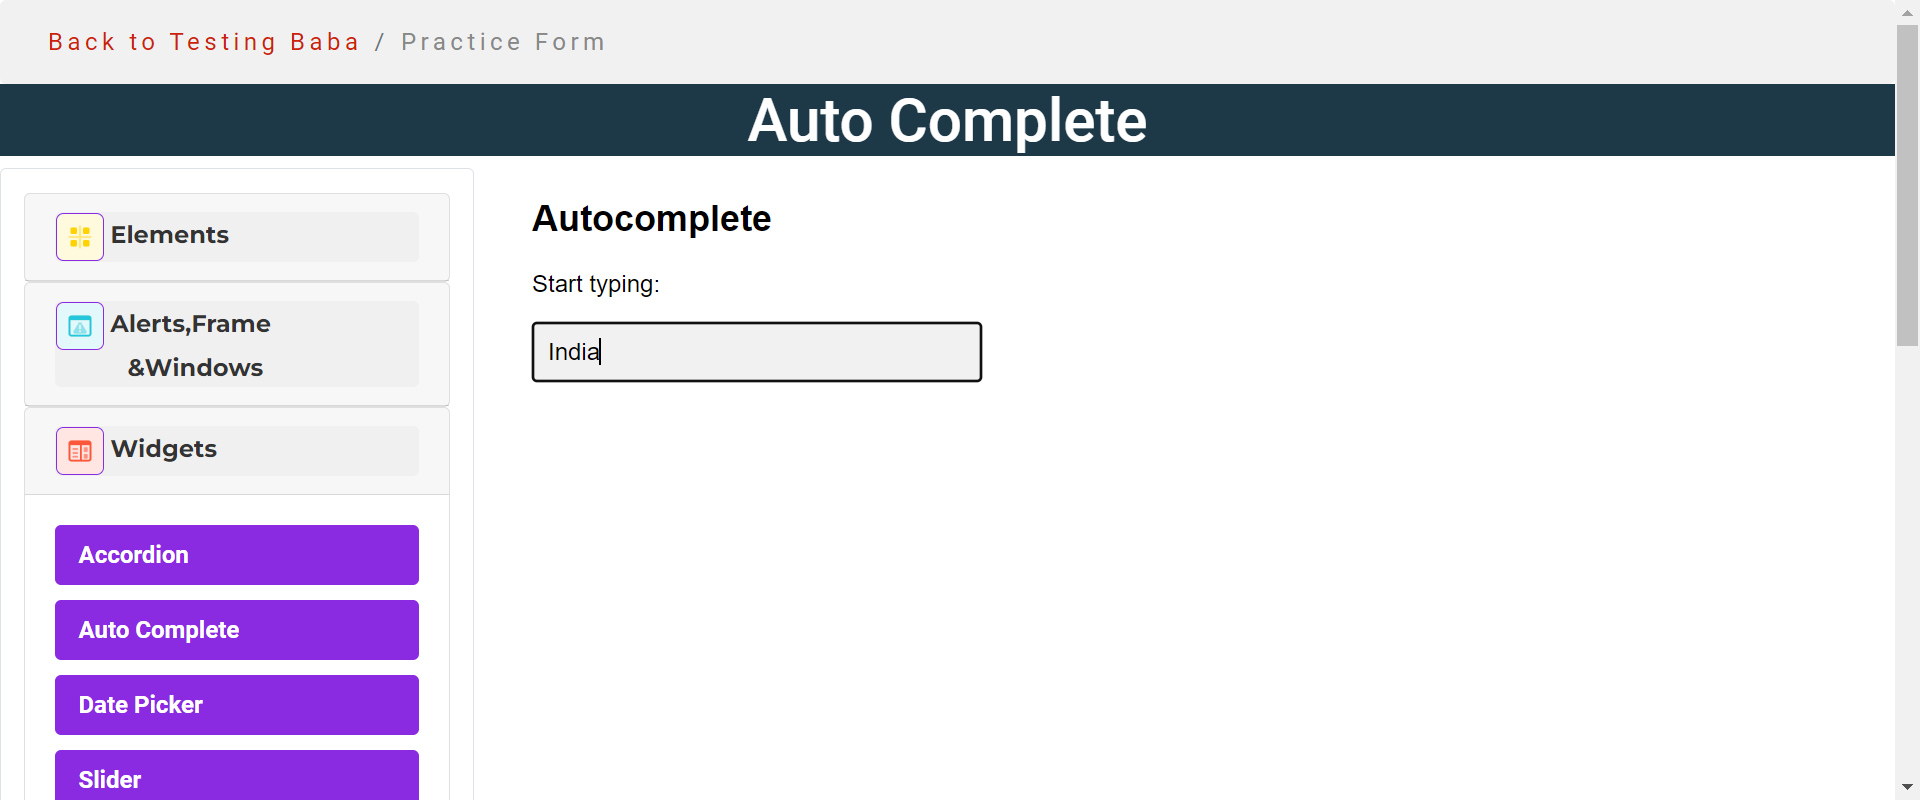 Back to Testing Baba / Practice Form
Auto Complete
Elements
Alerts,Frame
&Windows
Widgets
Accordion
Auto Complete
Date Picker
Slider
Autocomplete
Start typing:
India